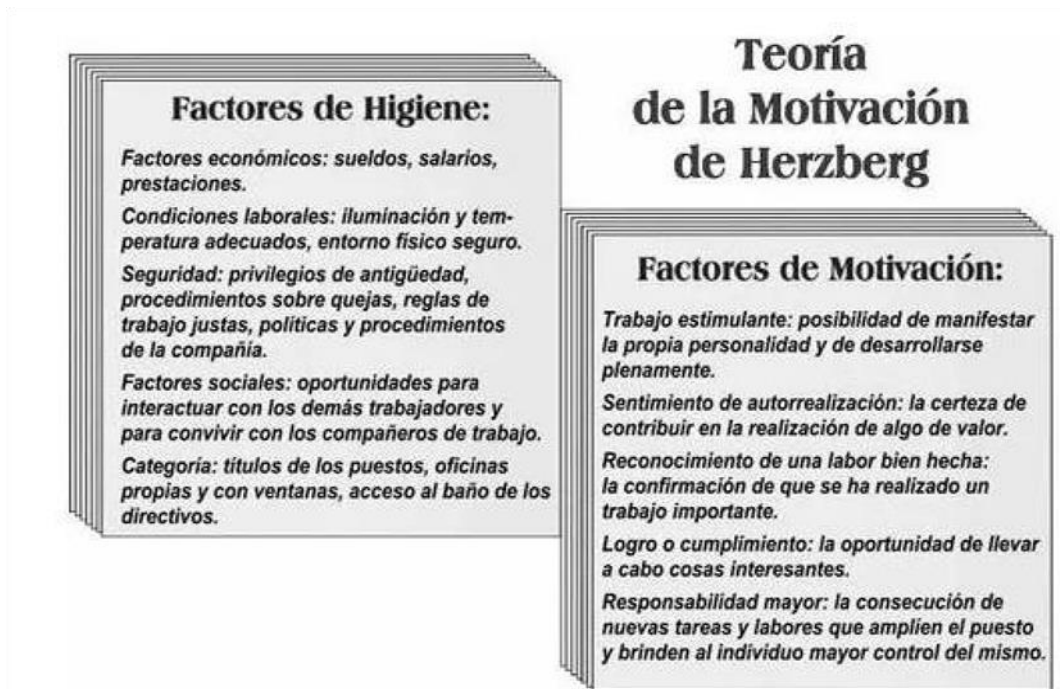 Teoría
de la Motivación
de Herzberg
Factores de Higiene:
Factores económicos: sueldos, salarios,
prestaciones.
Condiciones laborales: iluminación y tem-
peratura adecuados, entorno físico seguro.
Seguridad: privilegios de antigüedad,
procedimientos sobre quejas, reglas de
trabajo justas, políticas y procedimientos
de la compañía.
Factores sociales: oportunidades para
interactuar con los demás trabajadores y
para convivir con los compañeros de trabajo.
Categoría: títulos de los puestos, oficinas
propias y con ventanas, acceso al baño de los
directivos.
Factores de Motivación:
Trabajo estimulante: posibilidad de manifestar
la propia personalidad y de desarrollarse
plenamente.
Sentimiento de autorrealización: la certeza de
contribuir en la realización de algo de valor.
Reconocimiento de una labor bien hecha:
la confirmación de que se ha realizado un
trabajo importante.
Logro o cumplimiento: la oportunidad de llevar
a cabo cosas interesantes.
Responsabilidad mayor: la consecución de
nuevas tareas y labores que amplíen el puesto
y brinden al individuo mayor control del mismo.